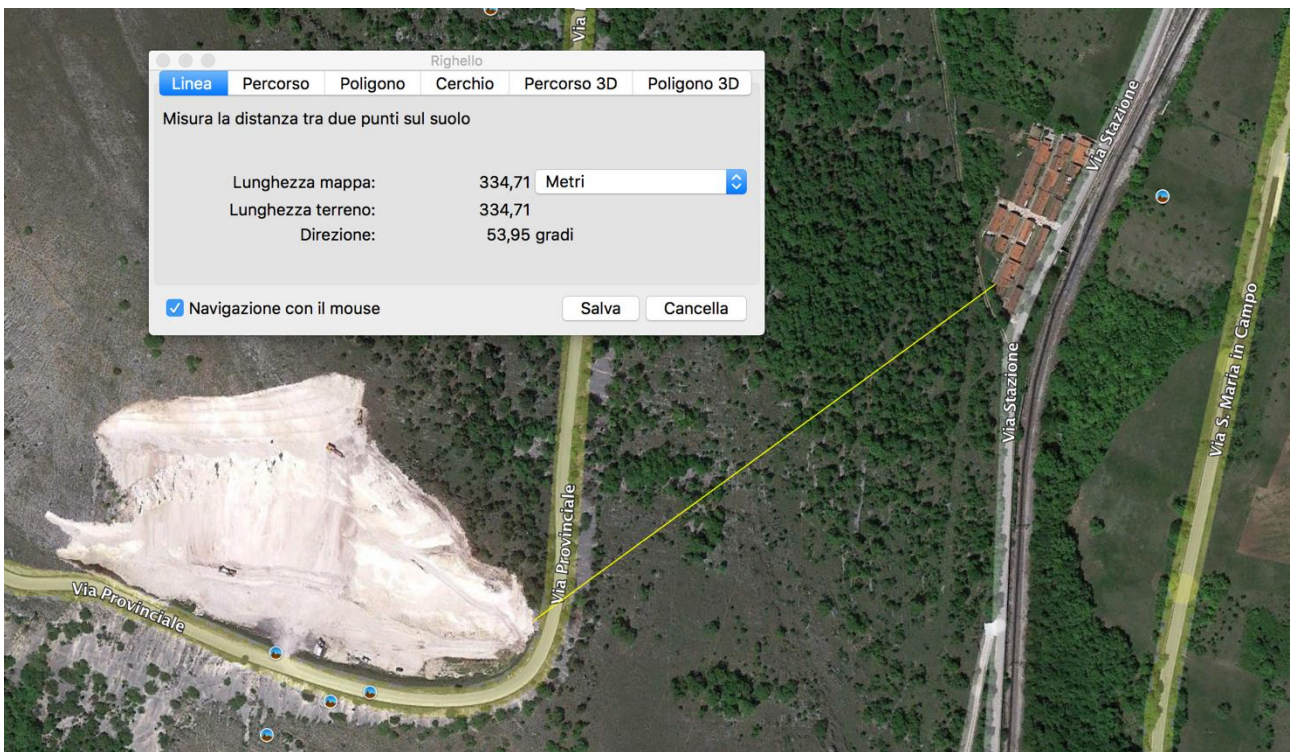 Righello
Linea Percorso Poligono Cerchio Percorso 3D Poligono 3D
Misura la distanza tra due punti sul suolo
Lunghezza mappa: 334,71 Metri
Lunghezza terreno: 334,71
Direzione: 53,95 gradi
Navigazione con il mouse Salva Cancella
Via
Via Stazione
Via S. Maria in Campo
Via Stazione
Via Provinciale
Via Provinciale